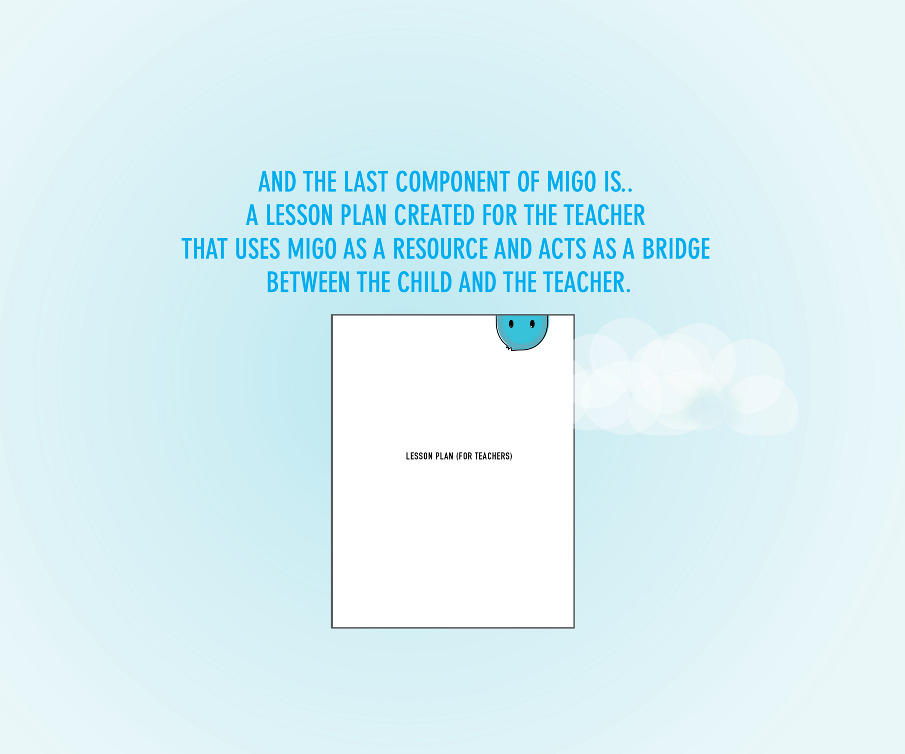 AND THE LAST COMPONENT OF MIGO IS..
A LESSON PLAN CREATED FOR THE TEACHER
THAT USES MIGO AS A RESOURCE AND ACTS AS A BRIDGE
BETWEEN THE CHILD AND THE TEACHER.
LESSON PLAN (FOR TEACHERS)